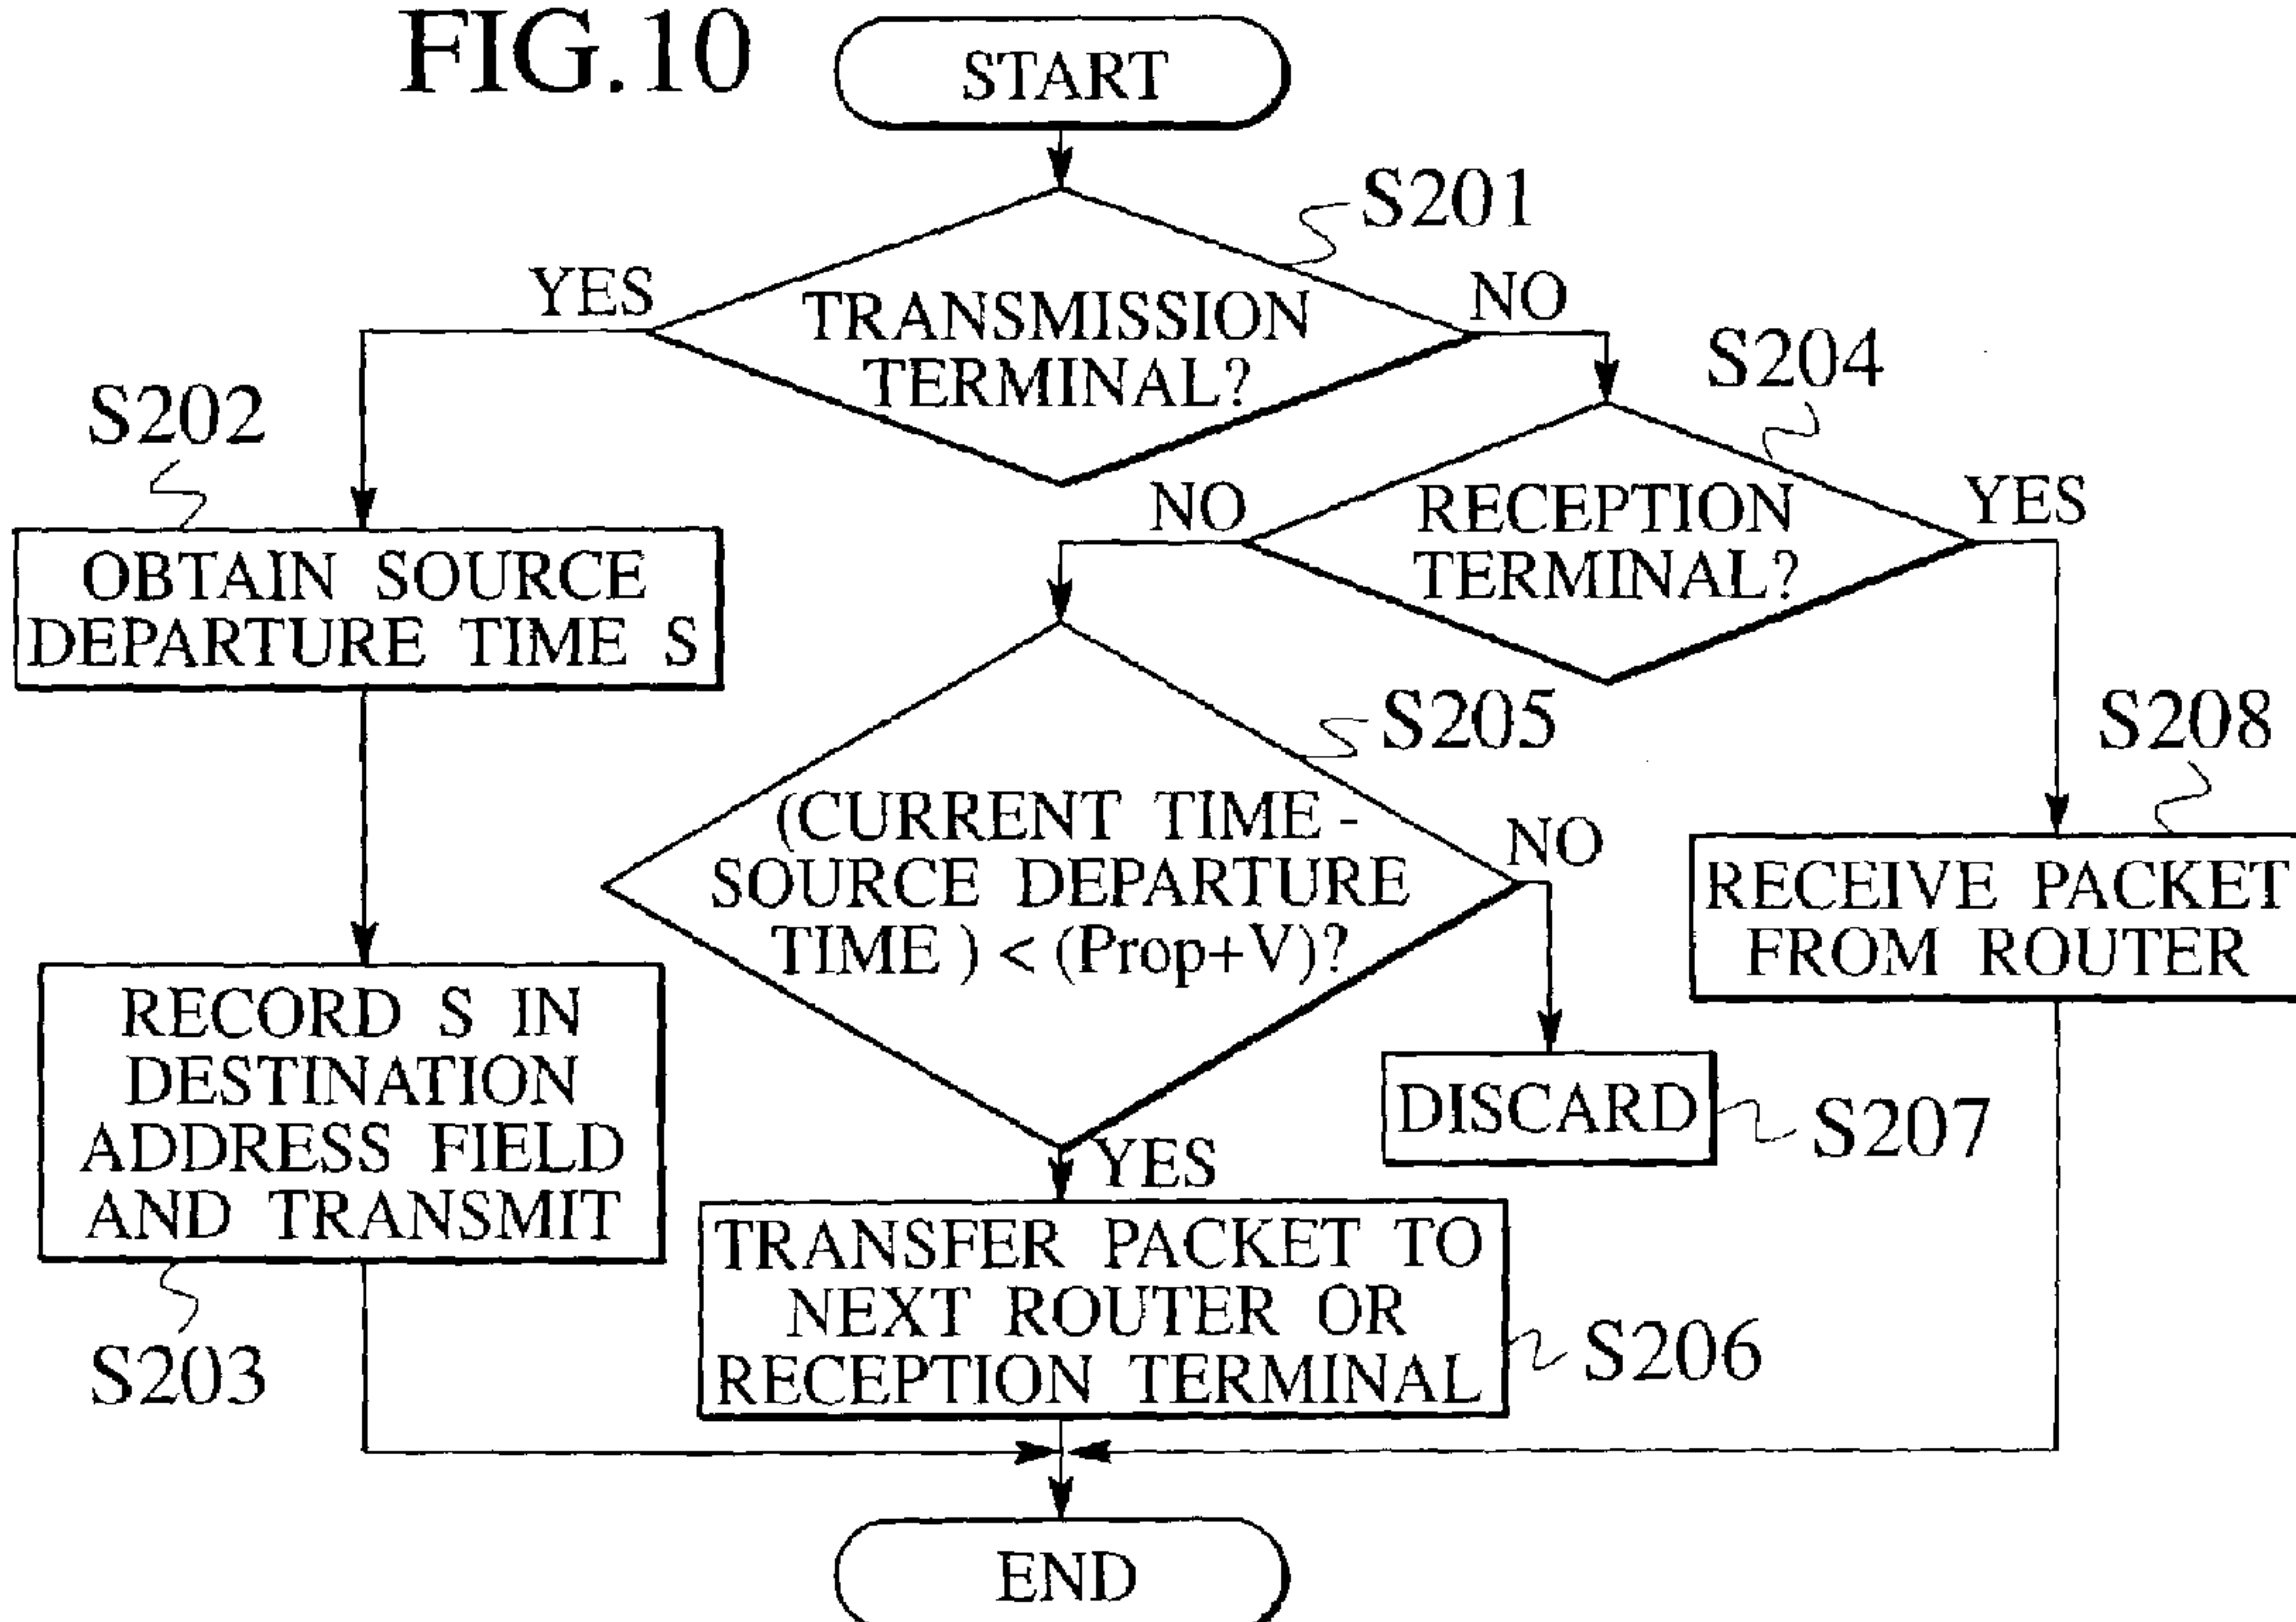 FIG.10
START
S201
YES
NO
TRANSMISSION
TERMINAL?
S204
S202
NO
RECEPTION
TERMINAL?
YES
OBTAIN SOURCE
DEPARTURE TIME S
S205
S208
(CURRENT TIME -
SOURCE DEPARTURE
TIME ) < (Prop+V)?
NO
RECEIVE PACKET
FROM ROUTER
RECORD S IN
DESTINATION
ADDRESS FIELD
AND TRANSMIT
DISCARD
S207
YES
TRANSFER PACKET TO
NEXT ROUTER OR
RECEPTION TERMINAL
S206
S203
END